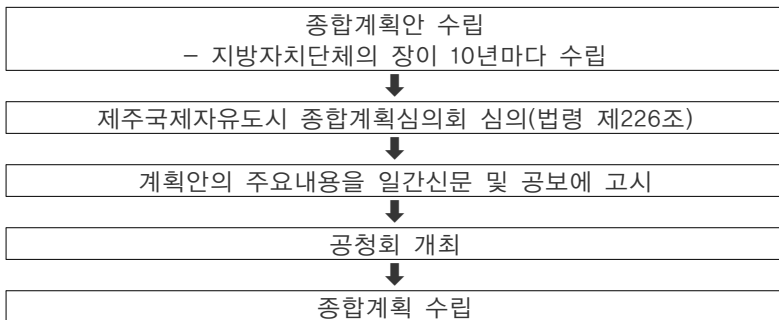 종합계획안 수립
- 지방자치단체의 장이 10년마다 수립
제주국제자유도시 종합계획심의회 심의(법령 제226조)
계획안의 주요내용을 일간신문 및 공보에 고시
공청회 개최
종합계획 수립